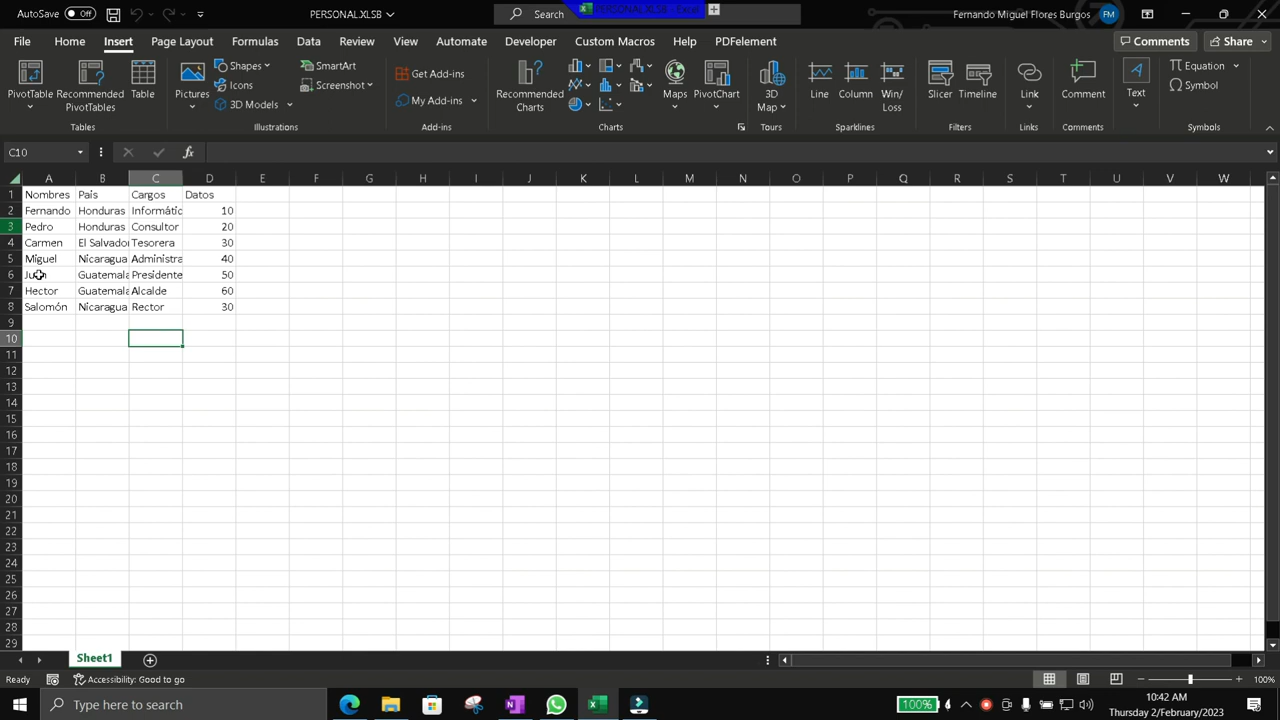 AutoSave Off PERSONAL.XLSB Search PERSONAL.XLSB - Excel Fernando Miguel Flores Burgos FM
File Home Insert Page Layout Formulas Data Review View Automate Developer Custom Macros Help PDFelement Comments Share
PivotTable Recommended PivotTables Table
Tables
Pictures Shapes Icons 3D Models SmartArt Screenshot
Illustrations
Get Add-ins
My Add-ins
Add-ins
Recommended Charts Maps PivotChart
Charts
3D Map
Tours
Line Column Win/Loss
Sparklines
Slicer Timeline
Filters
Link
Links
Comment
Comments
Text
Equation
Symbol
Symbols
C10 fx
A B C D E F G H I J K L M N O P Q R S T U V W
1 Nombres Pais Cargos Datos
2 Fernando Honduras Informátic 10
3 Pedro Honduras Consultor 20
4 Carmen El Salvador Tesorera 30
5 Miguel Nicaragua Administra 40
6 Guatemala Presidente 50
7 Hector Guatemala Alcalde 60
8 Salomón Nicaragua Rector 30
9
10
11
12
13
14
15
16
17
18
19
20
21
22
23
24
25
26
27
28
29
Sheet1
Ready Accessibility: Good to go 100%
Type here to search 100% 10:42 AM
Thursday 2/February/2023